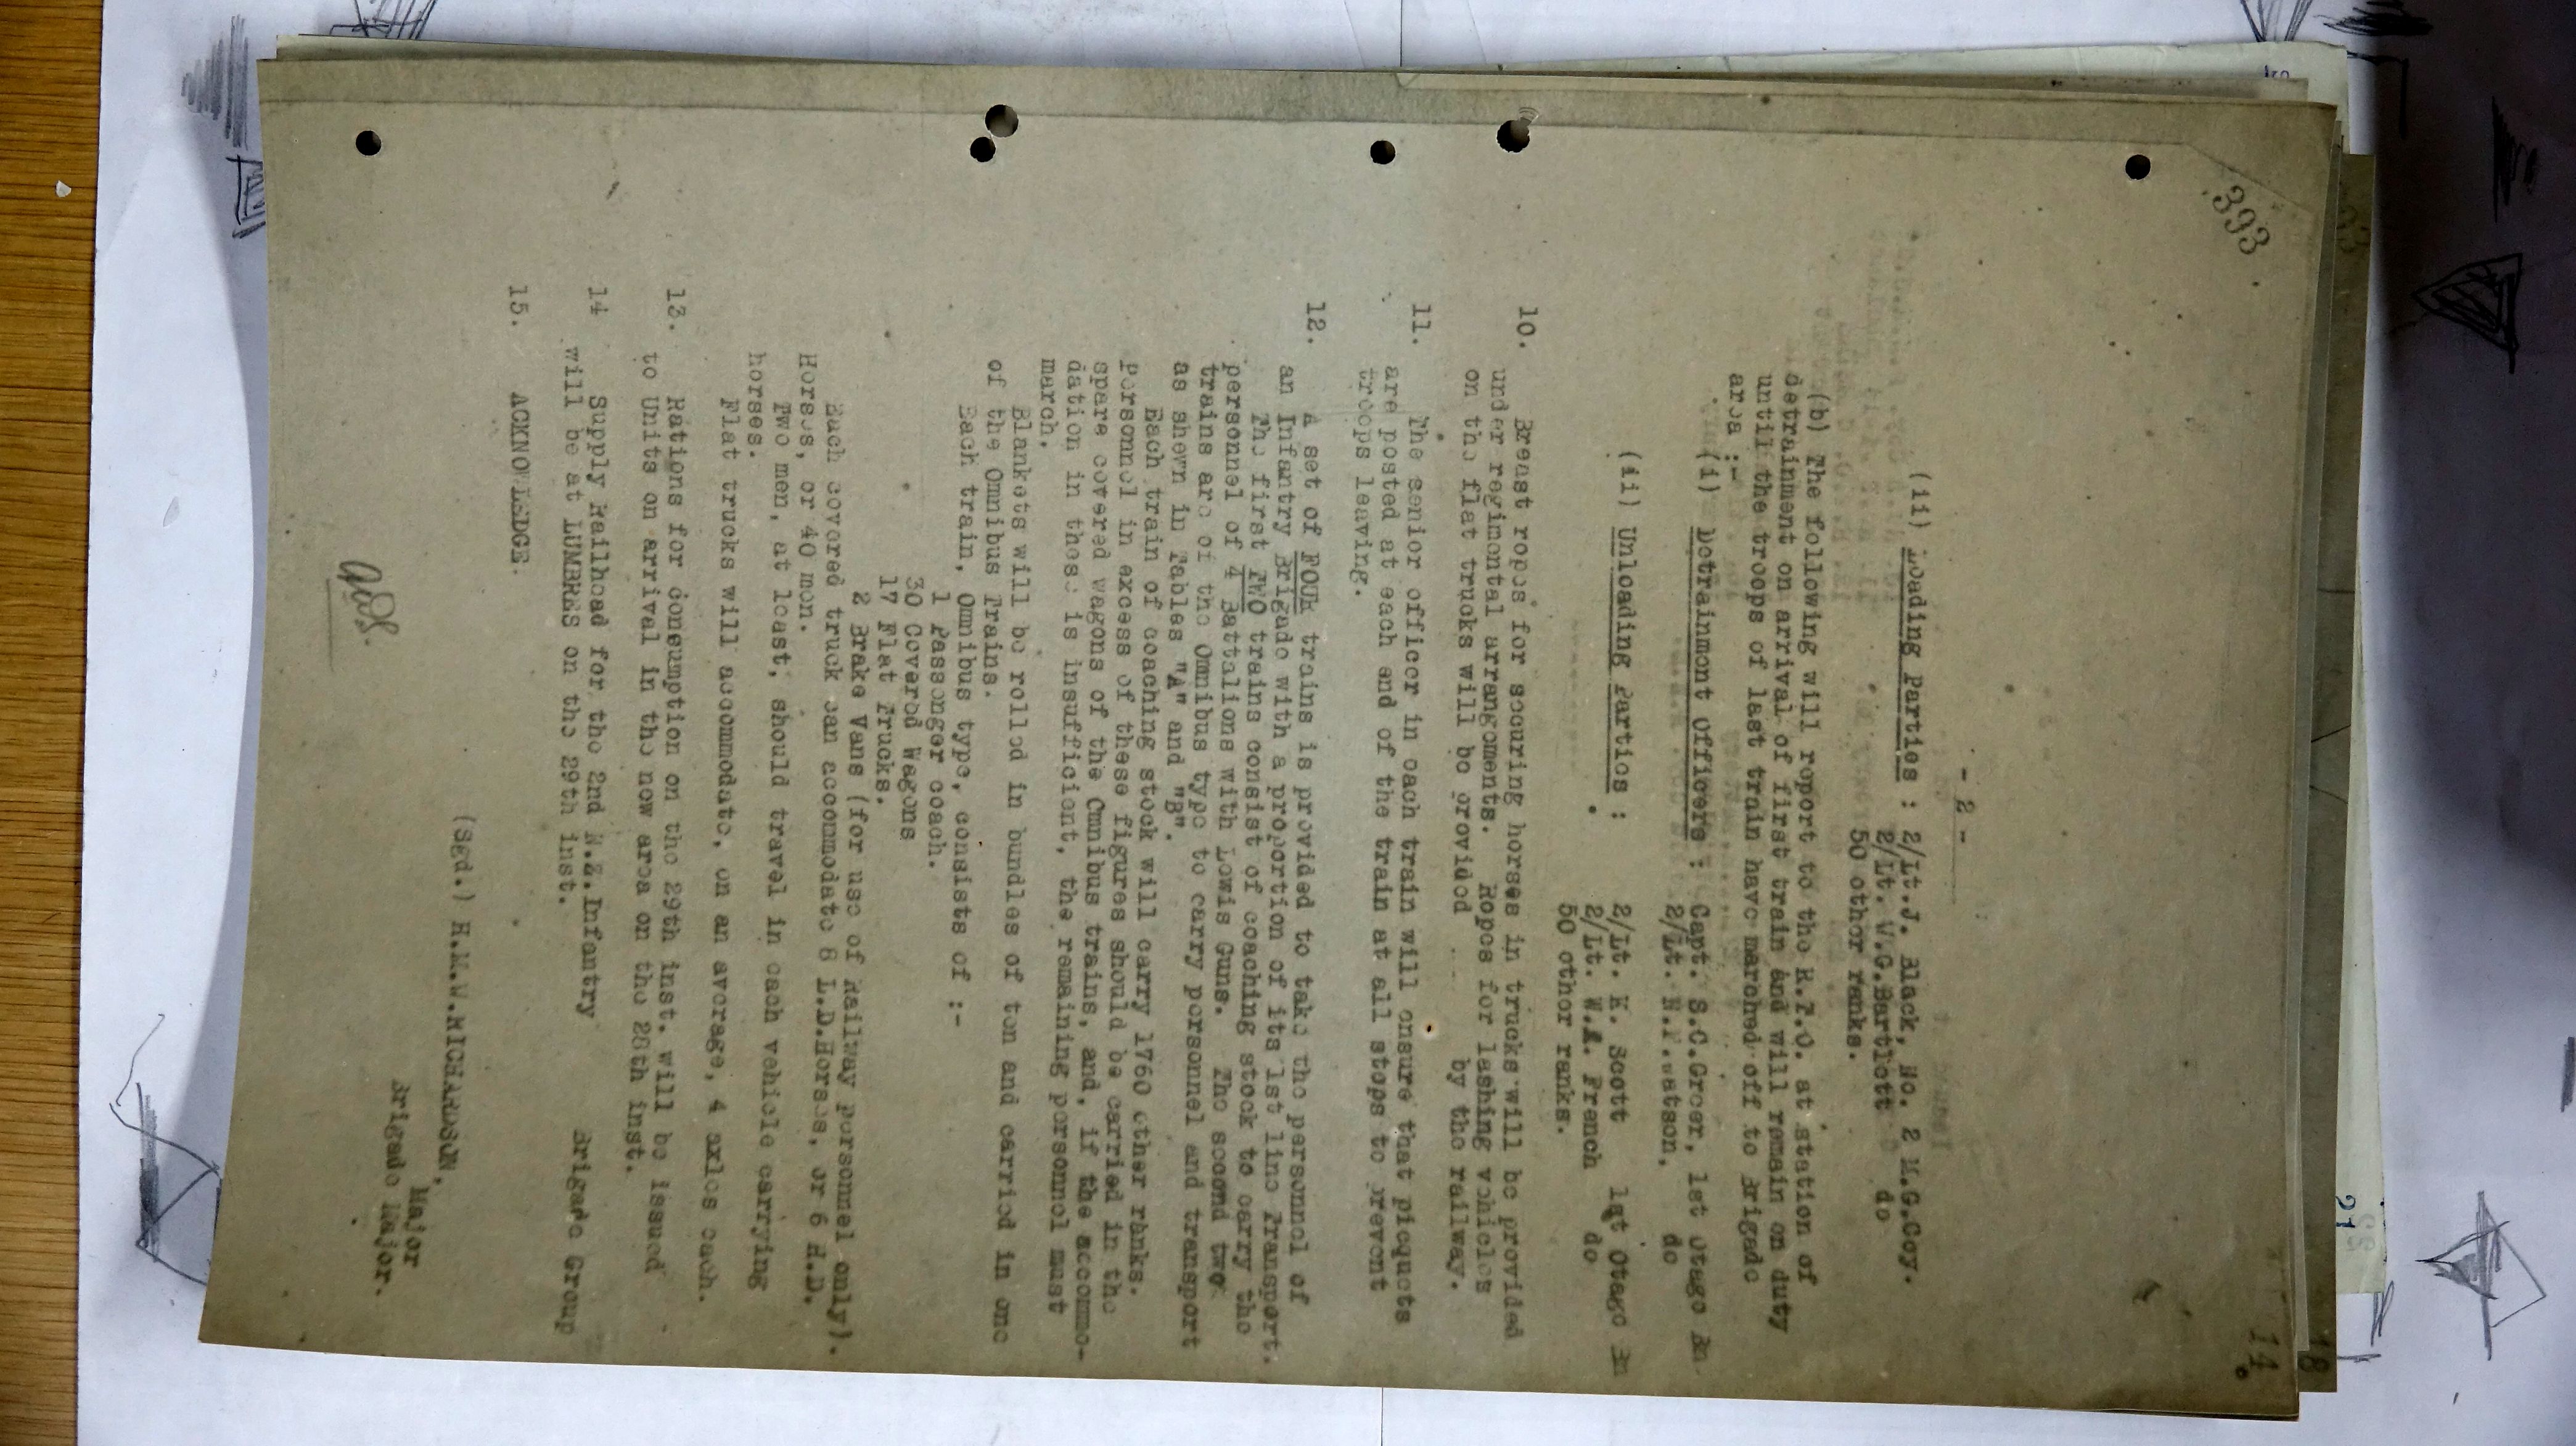 393
14
- 2 -
(ii) Loading Parties : 2/Lt.J. Black, No. 2 M.G.Coy.
2/Lt. W.G.Bartlett do
50 other ranks.
(b) The following will report to the R.T.O. at station of
detrainment on arrival of first train and will remain on duty
until the troops of last train have marched off to Brigade
area :-
(i) Detrainment Officers : Capt. S.C.Greer, 1st Otago Bn
2/Lt. N.F.Watson, do
(ii) Unloading Parties : 2/Lt. K. Scott 1st Otago Bn
2/Lt. W.A. French do
50 other ranks.
10. Breast ropes for securing horses in trucks will be provided
under regimental arrangements. Ropes for lashing vehicles
on the flat trucks will be provided by the railway.
11. The senior officer in each train will ensure that picquets
are posted at each end of the train at all stops to prevent
troops leaving.
12. A set of FOUR trains is provided to take the personnel of
an Infantry Brigade with a proportion of its 1st line Transport.
The first TWO trains consist of coaching stock to carry the
personnel of 4 Battalions with Lewis Guns. The second two
trains are of the Omnibus type to carry personnel and transport
as shewn in Tables "A" and "B".
Each train of coaching stock will carry 1760 other ranks.
Personnel in excess of these figures should be carried in the
spare covered wagons of the Omnibus trains, and, if the accommo-
dation in these is insufficient, the remaining personnel must
march.
Blankets will be rolled in bundles of ten and carried in one
of the Omnibus Trains.
Each train, Omnibus type, consists of :-
1 Passenger coach.
30 Covered Wagons
17 Flat Trucks.
2 Brake Vans (for use of Railway personnel only).
Each covered truck can accommodate 8 L.D.Horses, or 6 H.D.
Horses, or 40 men.
Two men, at least, should travel in each vehicle carrying
horses.
Flat trucks will accommodate, on an average, 4 axles each.
13. Rations for consumption on the 29th inst. will be issued
to Units on arrival in the new area on the 28th inst.
14 Supply Railhead for the 2nd N.Z.Infantry Brigade Group
will be at LUMBRES on the 29th inst.
15. ACKNOWLEDGE.
(Sgd.) H.M.W.RICHARDSON,
Major
Brigade Major.